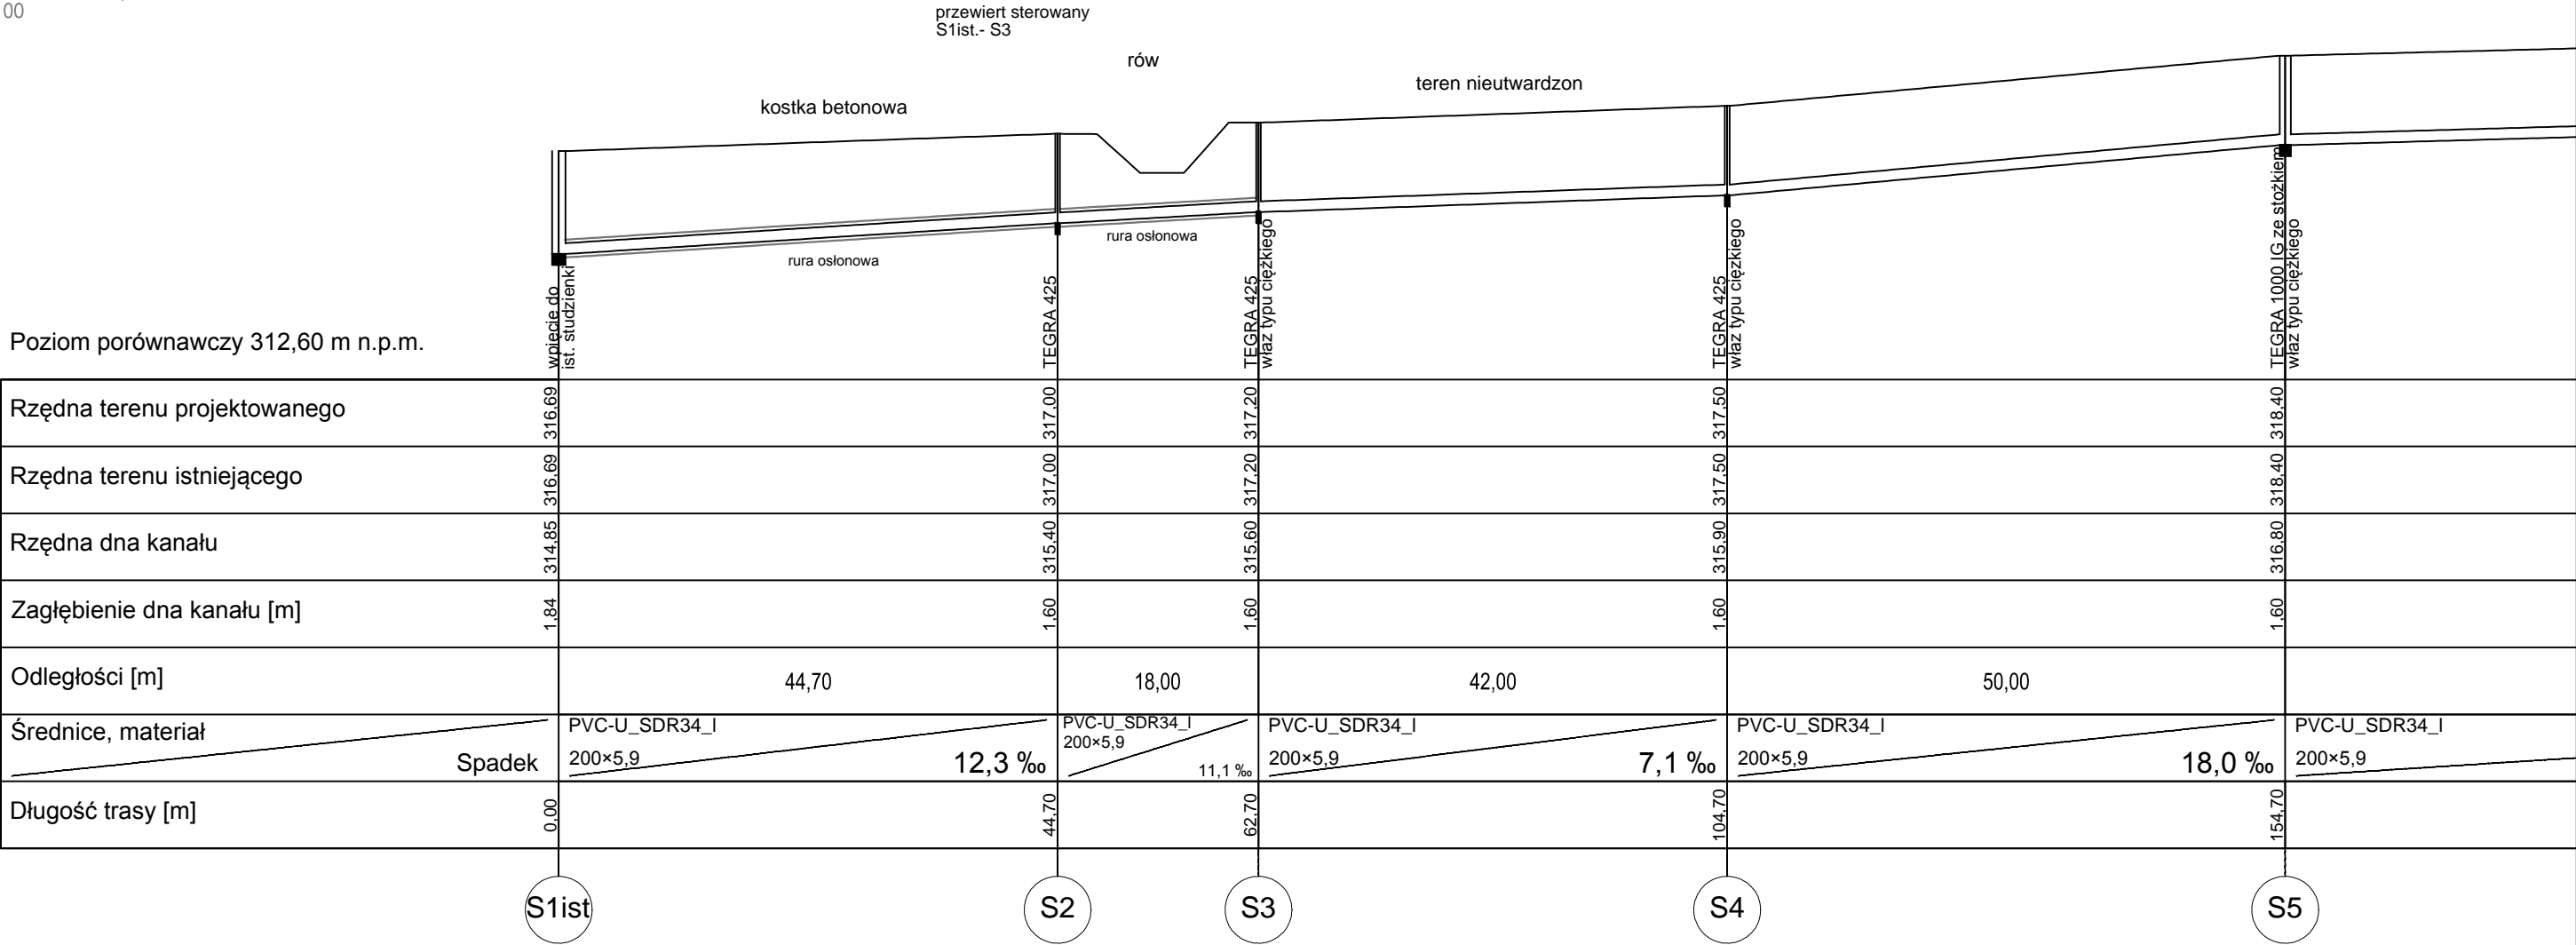 00
przewiert sterowany
S1ist.- S3
rów
teren nieutwardzon
kostka betonowa
rura osłonowa
rura osłonowa
wpięcie do
ist. studzienki
TEGRA 425
TEGRA 425
właz typu ciężkiego
TEGRA 425
właz typu ciężkiego
TEGRA 1000 IG ze stożkiem
właz typu ciężkiego
Poziom porównawczy 312,60 m n.p.m.
Rzędna terenu projektowanego 316,69 317,00 317,20 317,50 318,40
Rzędna terenu istniejącego 316,69 317,00 317,20 317,50 318,40
Rzędna dna kanału 314,85 315,40 315,60 315,90 316,80
Zagłębienie dna kanału [m] 1,84 1,60 1,60 1,60 1,60
Odległości [m] 44,70 18,00 42,00 50,00
Średnice, materiał PVC-U_SDR34_I PVC-U_SDR34_I PVC-U_SDR34_I PVC-U_SDR34_I PVC-U_SDR34_I
Spadek 200×5,9 12,3 ‰ 200×5,9 11,1 ‰ 200×5,9 7,1 ‰ 200×5,9 18,0 ‰ 200×5,9
Długość trasy [m] 0,00 44,70 62,70 104,70 154,70
S1ist S2 S3 S4 S5